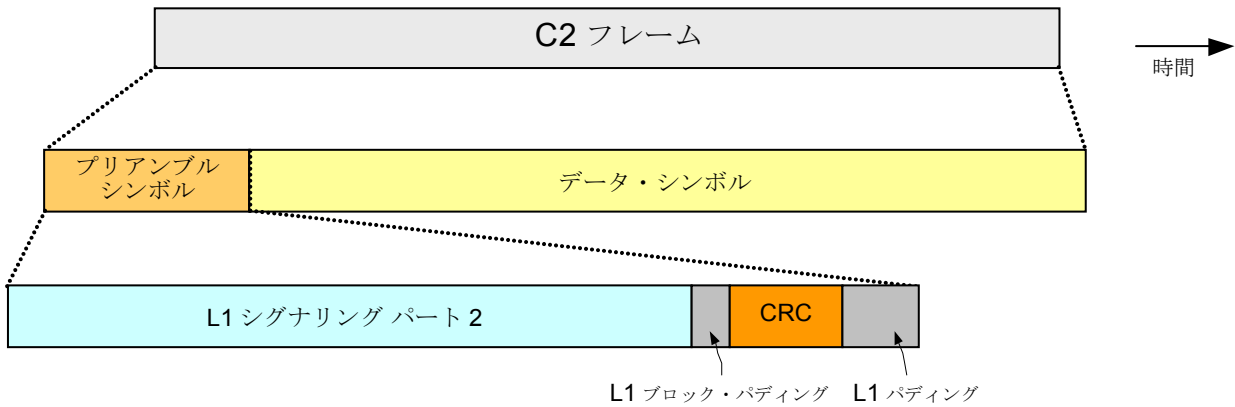 C2 フレーム
時間
プリアンブル
シンボル
データ・シンボル
L1 シグナリング パート 2
CRC
L1 ブロック・パディング
L1 パディング